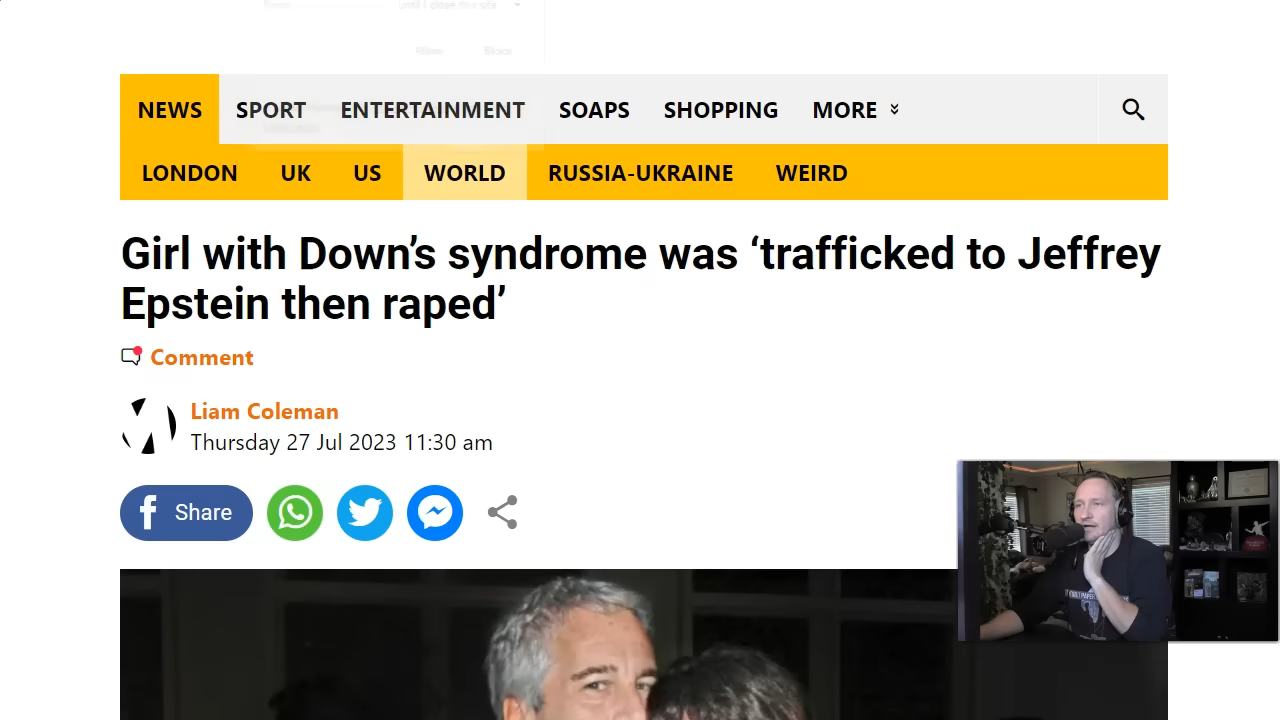 NEWS SPORT ENTERTAINMENT SOAPS SHOPPING MORE
LONDON UK US WORLD RUSSIA-UKRAINE WEIRD
Girl with Down’s syndrome was ‘trafficked to Jeffrey
Epstein then raped’
Comment
Liam Coleman
Thursday 27 Jul 2023 11:30 am
Share